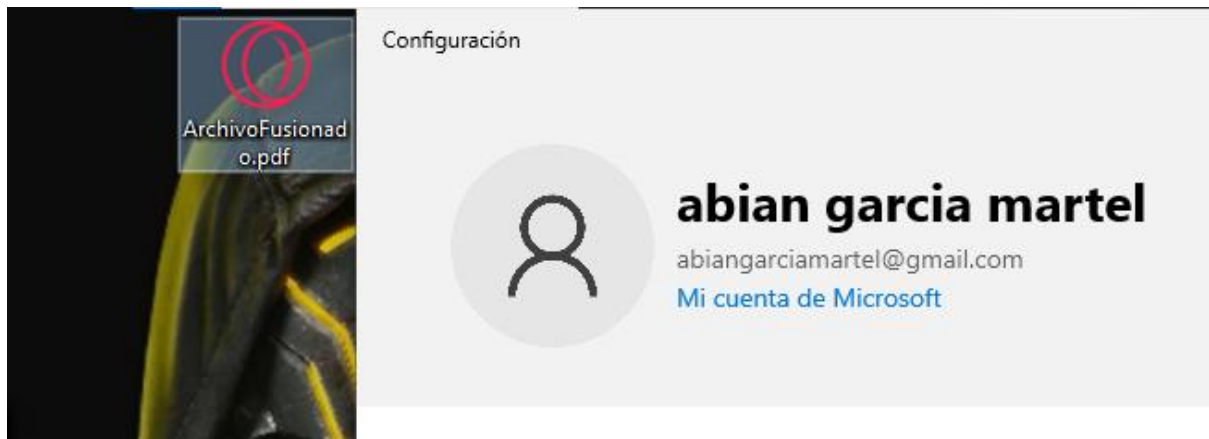 ArchivoFusionad
o.pdf
Configuración
abian garcia martel
abiangarciamartel@gmail.com
Mi cuenta de Microsoft